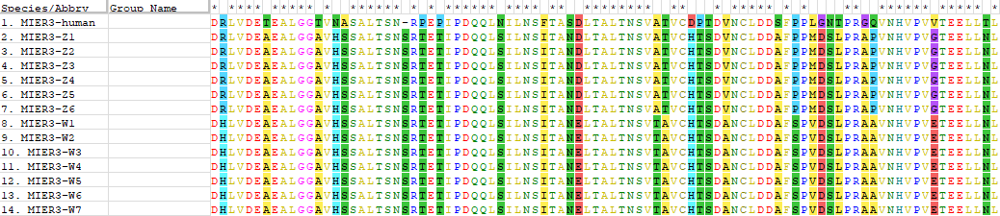 Species/Abbrv Group Name * **** ***** * ****** * * ****** **** ** ******** ** * ***** * * ** ****** ***** *
1. MIER3-human DRLVDETEALGGTVNASALTSN-RPEPIPDQQLNILNSFTASDLTALTNSVATVCDPTDVNCLDDSFPPLGNTPRGQVNHVPVVTEELLTL
2. MIER3-Z1 DRLVDEAEALGGAVHSSALTSNSRTETIPDQQLSILNSITANDLTALTNSVATVCHTSDVNCLDDAFPPMDSLPRAPVNHVPVGTEELLNL
3. MIER3-Z2 DRLVDEAEALGGAVHSSALTSNSRTETIPDQQLSILNSITANDLTALTNSVATVCHTSDVNCLDDAFPPMDSLPRAPVNHVPVGTEELLNL
4. MIER3-Z3 DRLVDEAEALGGAVHSSALTSNSRTETIPDQQLSILNSITANDLTALTNSVATVCHTSDVNCLDDAFPPMDSLPRAPVNHVPVGTEELLNL
5. MIER3-Z4 DRLVDEAEALGGAVHSSALTSNSRTETIPDQQLSILNSITANDLTALTNSVATVCHTSDVNCLDDAFPPMDSLPRAPVNHVPVGTEELLNL
6. MIER3-Z5 DRLVDEAEALGGAVHSSALTSNSRTETIPDQQLSILNSITANDLTALTNSVATVCHTSDVNCLDDAFPPMDSLPRAPVNHVPVGTEELLNL
7. MIER3-Z6 DRLVDEAEALGGAVHSSALTSNSRTETIPDQQLSILNSITANDLTALTNSVATVCHTSDVNCLDDAFPPMDSLPRAPVNHVPVGTEELLNL
8. MIER3-W1 DHLVDEAEALGGAVHSSALTSNSRTETIPDQQLSILNSITANELTALTNSVTAVCHTSDANCLDDAFSPVDSLPRAAVNHVPVETEELLNL
9. MIER3-W2 DHLVDEAEALGGAVHSSALTSNSRTETIPDQQLSILNSITANELTALTNSVTAVCHTSDANCLDDAFSPVDSLPRAAVNHVPVETEELLNL
10. MIER3-W3 DHLVDEAEALGGAVHSSALTSNSRTETIPDQQLSILNSITANELTALTNSVTAVCHTSDANCLDDAFSPVDSLPRAAVNHVPVETEELLNL
11. MIER3-W4 DHLVDEAEALGGAVHSSALTSNSRTETIPDQQLSILNSITANELTALTNSVTAVCHTSDANCLDDAFSPVDSLPRAAVNHVPVETEELLNL
12. MIER3-W5 DHLVDEAEALGGAVHSSALTSNSRTETIPDQQLSILNSITANELTALTNSVTAVCHTSDANCLDDAFSPVDSLPRAAVNHVPVETEELLNL
13. MIER3-W6 DHLVDEAEALGGAVHSSALTSNSRTETIPDQQLSILNSITANELTALTNSVTAVCHTSDANCLDDAFSPVDSLPRAAVNHVPVETEELLNL
14. MIER3-W7 DHLVDEAEALGGAVHSSALTSNSRTETIPDQQLSILNSITANELTALTNSVTAVCHTSDANCLDDAFSPVDSLPRAAVNHVPVETEELLNL